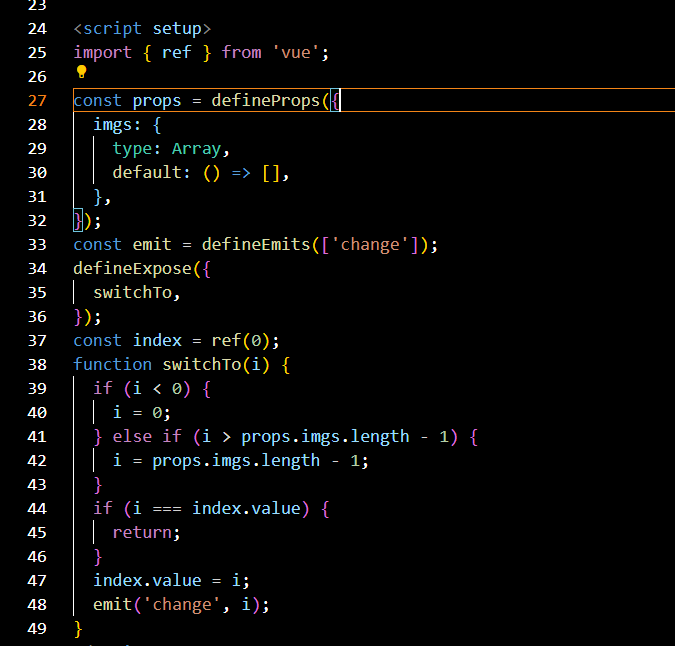 23
24 <script setup>
25 import { ref } from 'vue';
26
27 const props = defineProps({
28   imgs: {
29     type: Array,
30     default: () => [],
31   },
32 });
33 const emit = defineEmits(['change']);
34 defineExpose({
35   switchTo,
36 });
37 const index = ref(0);
38 function switchTo(i) {
39   if (i < 0) {
40     i = 0;
41   } else if (i > props.imgs.length - 1) {
42     i = props.imgs.length - 1;
43   }
44   if (i === index.value) {
45     return;
46   }
47   index.value = i;
48   emit('change', i);
49 }